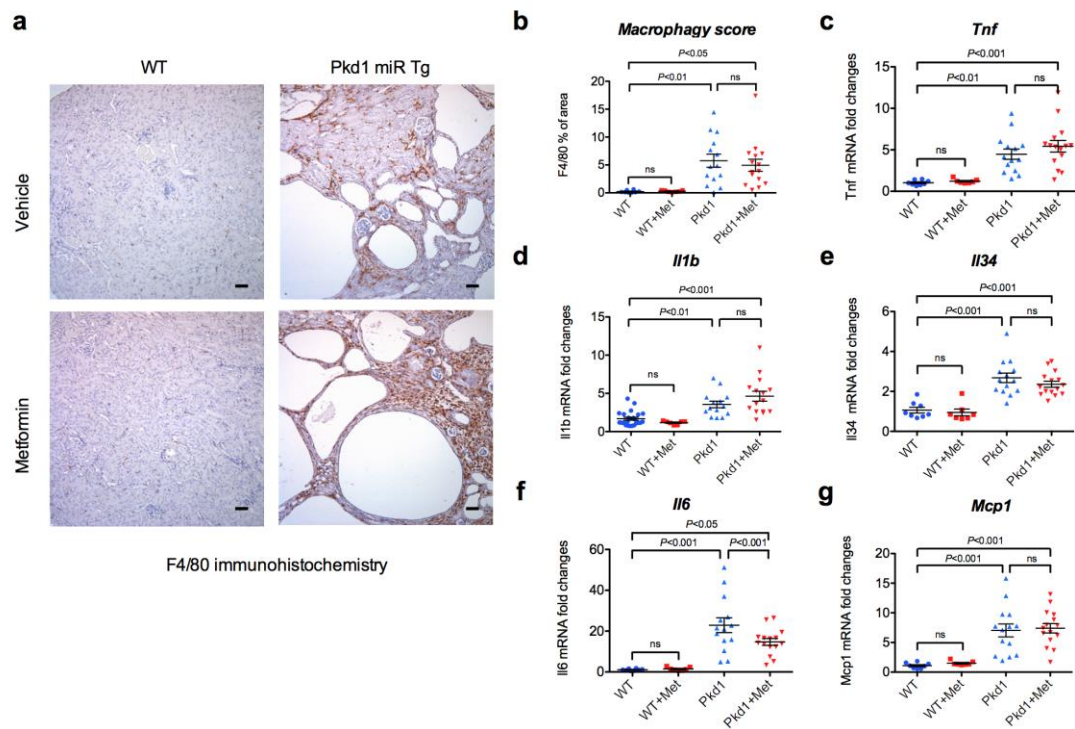 a
WT
Pkd1 miR Tg
Vehicle
Metformin
F4/80 immunohistochemistry
b
Macrophagy score
P<0.05
P<0.01
ns
ns
F4/80 % of area
20
15
10
5
0
WT
WT+Met
Pkd1
Pkd1+Met
c
Tnf
P<0.001
P<0.01
ns
ns
Tnf mRNA fold changes
15
10
5
0
WT
WT+Met
Pkd1
Pkd1+Met
d
Il1b
P<0.001
P<0.01
ns
ns
Il1b mRNA fold changes
15
10
5
0
WT
WT+Met
Pkd1
Pkd1+Met
e
Il34
P<0.001
P<0.001
ns
ns
Il34 mRNA fold changes
6
4
2
0
WT
WT+Met
Pkd1
Pkd1+Met
f
Il6
P<0.05
P<0.001
P<0.001
ns
Il6 mRNA fold changes
60
40
20
0
WT
WT+Met
Pkd1
Pkd1+Met
g
Mcp1
P<0.001
P<0.001
ns
ns
Mcp1 mRNA fold changes
20
15
10
5
0
WT
WT+Met
Pkd1
Pkd1+Met